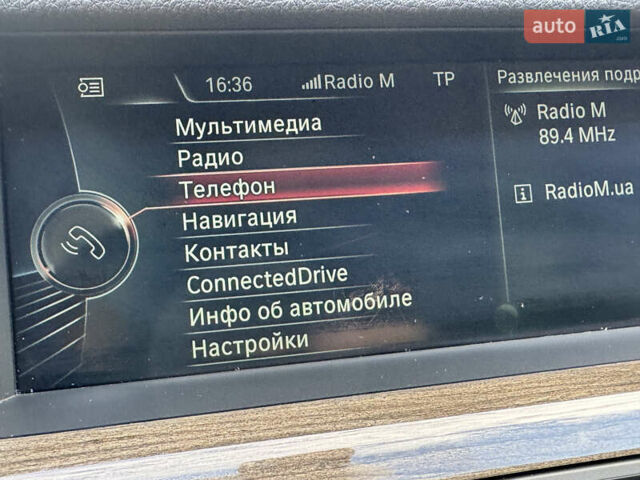 auto RIA .com
16:36 Radio M TP
Развлечения подр
Мультимедиа
Радио
Телефон
Навигация
Контакты
ConnectedDrive
Инфо об автомобиле
Настройки
Radio M
89.4 MHz
RadioM.ua